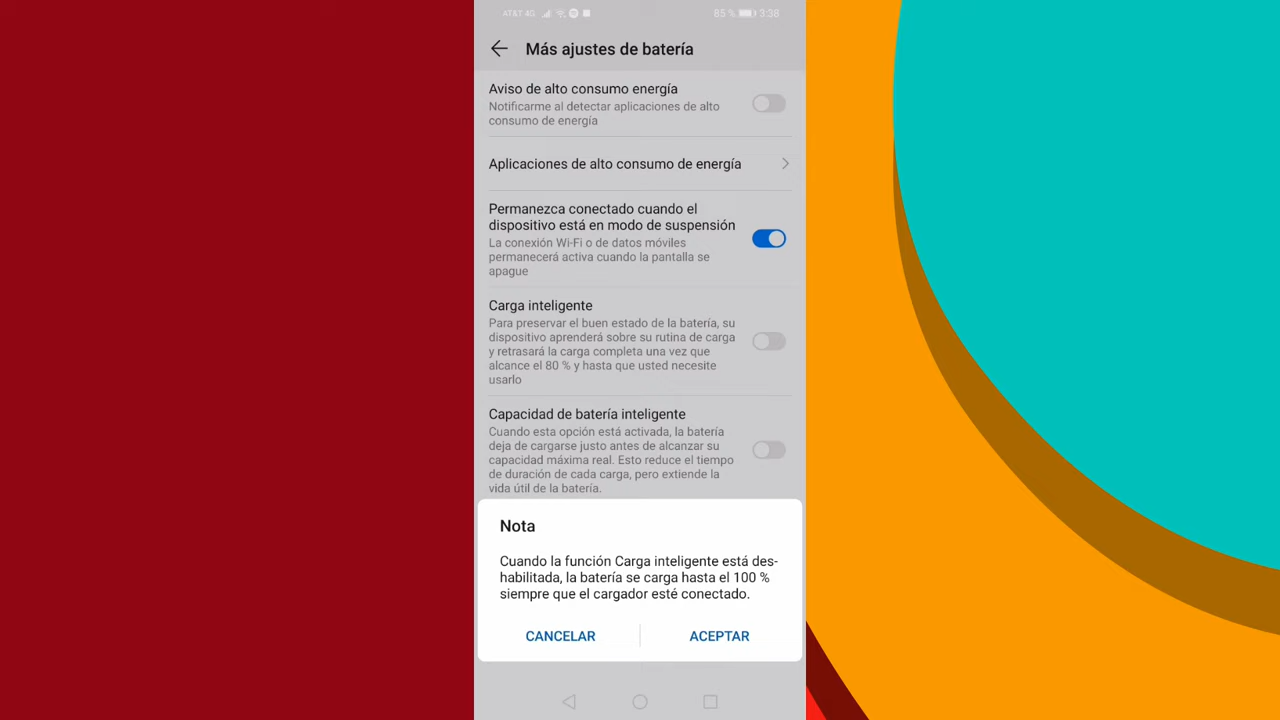 AT&T 4G 85 % 3:38
Más ajustes de batería
Aviso de alto consumo energía
Notificarme al detectar aplicaciones de alto
consumo de energía
Aplicaciones de alto consumo de energía
Permanezca conectado cuando el
dispositivo está en modo de suspensión
La conexión Wi-Fi o de datos móviles
permanecerá activa cuando la pantalla se
apague
Carga inteligente
Para preservar el buen estado de la batería, su
dispositivo aprenderá sobre su rutina de carga
y retrasará la carga completa una vez que
alcance el 80 % y hasta que usted necesite
usarlo
Capacidad de batería inteligente
Cuando esta opción está activada, la batería
deja de cargarse justo antes de alcanzar su
capacidad máxima real. Esto reduce el tiempo
de duración de cada carga, pero extiende la
vida útil de la batería.
Nota
Cuando la función Carga inteligente está des-
habilitada, la batería se carga hasta el 100 %
siempre que el cargador esté conectado.
CANCELAR ACEPTAR